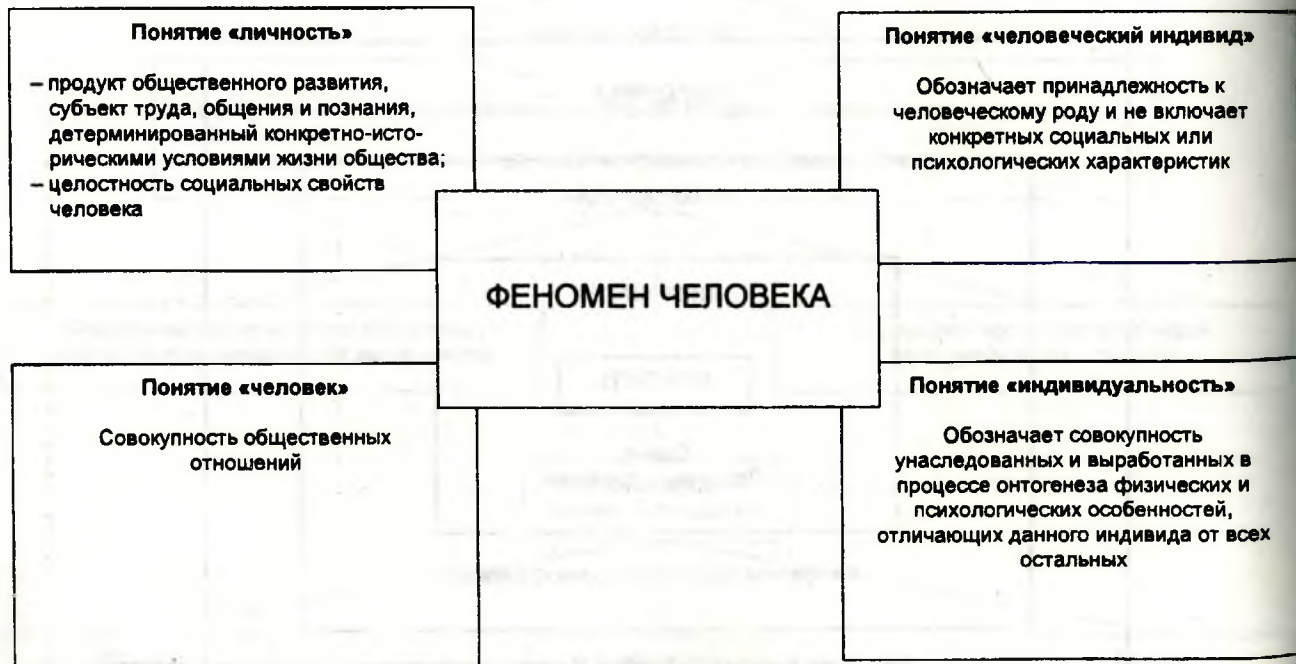 Понятие «личность»
– продукт общественного развития,
субъект труда, общения и познания,
детерминированный конкретно-исто-
рическими условиями жизни общества;
– целостность социальных свойств
человека
Понятие «человеческий индивид»
Обозначает принадлежность к
человеческому роду и не включает
конкретных социальных или
психологических характеристик
ФЕНОМЕН ЧЕЛОВЕКА
Понятие «человек»
Совокупность общественных
отношений
Понятие «индивидуальность»
Обозначает совокупность
унаследованных и выработанных в
процессе онтогенеза физических и
психологических особенностей,
отличающих данного индивида от всех
остальных